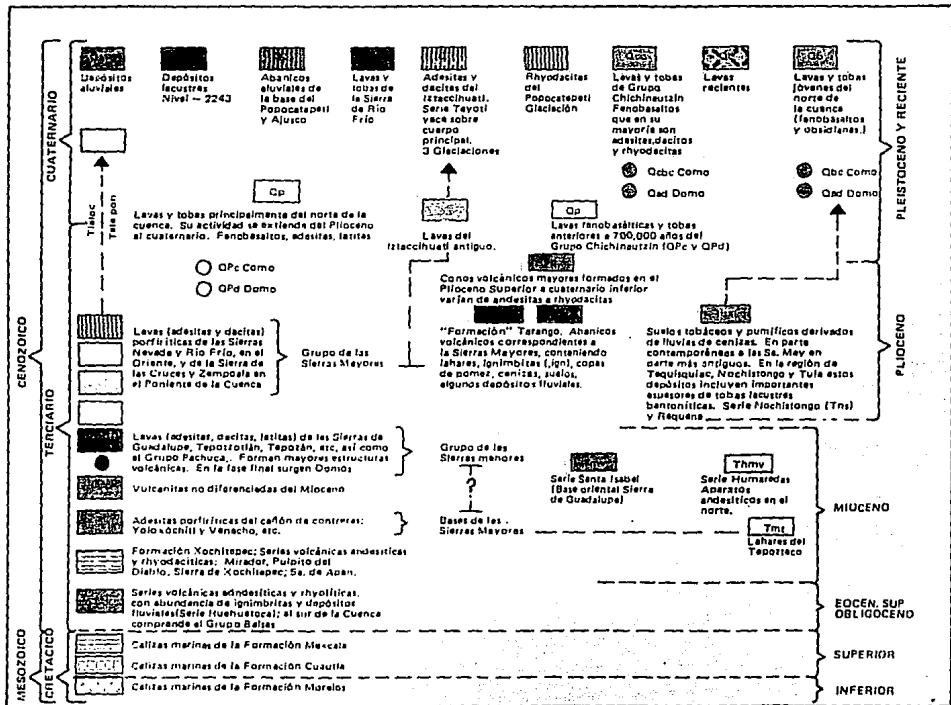 Depósitos
aluviales
Depósitos
lacustres
Nivel - 2243
Abanicos
aluviales de
la base del
Popocatepetl
y Ajusco
Lavas y
tobas de
la Sierra
de Río
Frío
Adesitas y
dacitas del
Iztaccihuatl.
Serie Tayotl
yace sobre
cuerpo
principal.
3 Glaciaciones
Rhyodacitas
del
Popocatepetl
Glaciación
Lavas y tobas
de Grupo
Chichinautzin
Fenobasaltos
que en su
mayoría son
adesitas, dacitos
y rhyodacitas
Qcbc Como
Qad Domo
Lavas
recientes
Lavas y tobas
jóvenes del
norte de
la cuenca
(fenobasaltos
y obsidianas.)
Qbc Como
Qad Domo
CUATERNARIO
PLEISTOCENO Y RECIENTE
Tlaloc
Telapon
Qp
Lavas y tobas principalmente del norte de la
cuenca. Su actividad se extiende del Plioceno
al cuaternario. Fenobasaltos, adesitas, latitas
QPc Como
QPd Domo
Lavas del
Iztaccihuatl antiguo.
Qp
Lavas fenobasálticas y tobas
anteriores a 700,000 años del
Grupo Chichinautzin (QPc y QPd)
Conos volcánicos mayores formados en el
Plioceno Superior a cuaternario inferior
varían de andesitas a rhyodacitas
CENOZOICO
TERCIARIO
PLIOCENO
Lavas (adesitas y dacitas)
porfiríticas de las Sierras
Nevada y Río Frío, en el
Oriente, y de la Sierra de
las Cruces y Zempoala en
el Poniente de la Cuenca
Grupo de las
Sierras Mayores
"Formación" Tarango. Abanicos
volcánicos correspondientes a
la Sierra Mayores, conteniendo
lahares, ignimbritas (,ign), capas
de pomez, cenizas, suelos,
algunos depósitos fluviales.
Suelos tobáceos y pumíficos derivados
de lluvias de cenizas. En parte
contemporáneas a las Sa. May en
parte más antiguos. En la región de
Tequisquiac, Nochistongo y Tula estos
depósitos incluyen importantes
espesores de tobas lacustres
bentoníticas. Serie Nochistongo (Tns)
y Requena
Lavas (adesitas, dacitas, latitas) de las Sierras de
Guadalupe, Tepotzotlán, Tepozán, etc, así como
el Grupo Pachuca,. Forman mayores estructuras
volcánicas. En la fase final surgen Domos
Grupo de las
Sierras menores
?
Serie Santa Isabel
(Base oriental Sierra
de Guadalupe)
Thmv
Serie Humaredas
Aparatos
andesíticos en el
norte.
MIOCENO
Vulcanitas no diferenciadas del Mioceno
Adesitas porfiríticas del cañón de contreras;
Yoloxóchitl y Venacho, etc.
Bases de las .
Sierras Mayores
Tmt
Lahares del
Tepozteco
Formación Xochitepec; Series volcánicas andesíticas
y rhyodaciticas; Mirador, Pulpito del
Diablo, Sierra de Xochitepec; Sa. de Apan.
Series volcánicas andesíticas y rhyolíticas,
con abundancia de ignimbritas y depósitos
fluviales(Serie Huehuetoca); al sur de la Cuenca
comprende el Grupo Balsas
EOCEN. SUP
OBLIGOCENO
MESOZOICO
CRETACICO
Calizas marinas de la Formación Mexcala
Calizas marinas de la Formación Cuautla
SUPERIOR
Calizas marinas de la Formación Morelos
INFERIOR